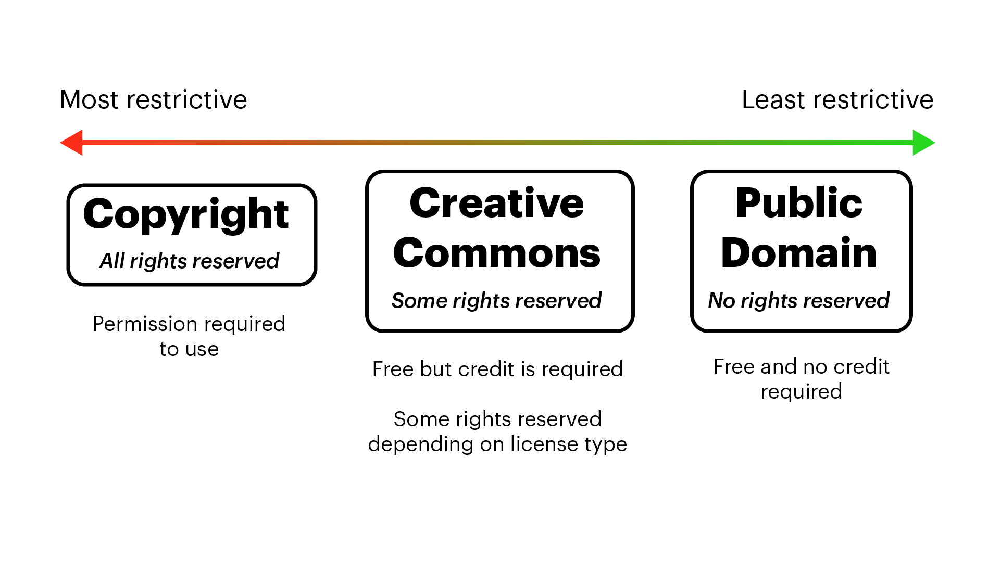 Most restrictive
Least restrictive
Copyright
All rights reserved
Permission required
to use
Creative
Commons
Some rights reserved
Free but credit is required
Some rights reserved
depending on license type
Public
Domain
No rights reserved
Free and no credit
required